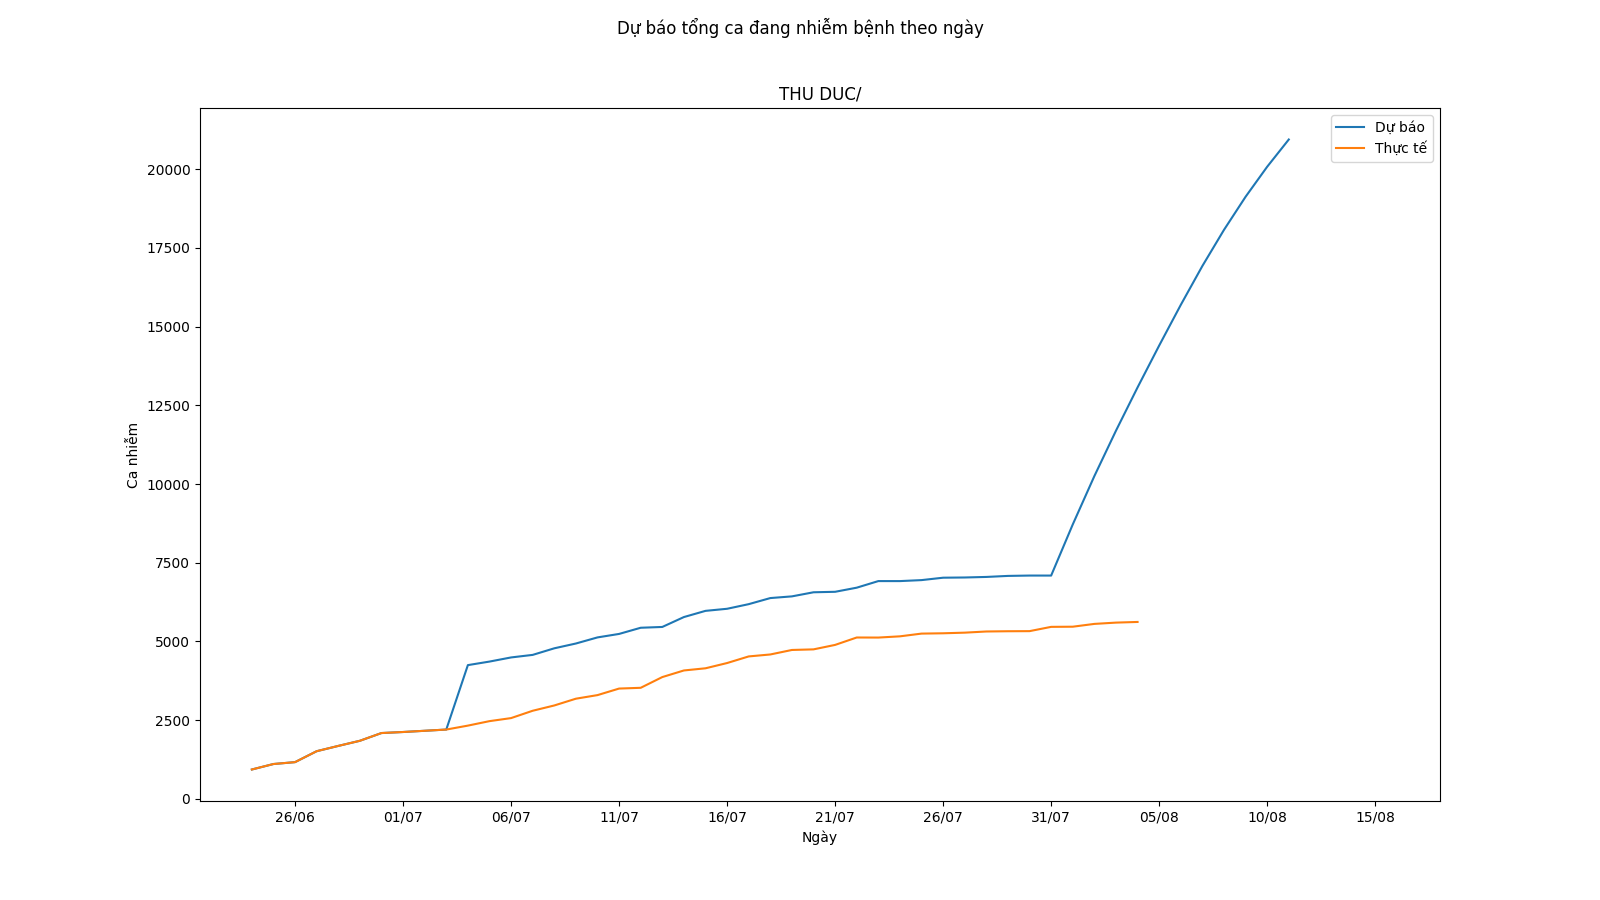 Dự báo tổng ca đang nhiễm bệnh theo ngày
THU DUC/
Dự báo
Thực tế
20000
17500
15000
12500
10000
7500
5000
2500
0
Ca nhiễm
26/06 01/07 06/07 11/07 16/07 21/07 26/07 31/07 05/08 10/08 15/08
Ngày